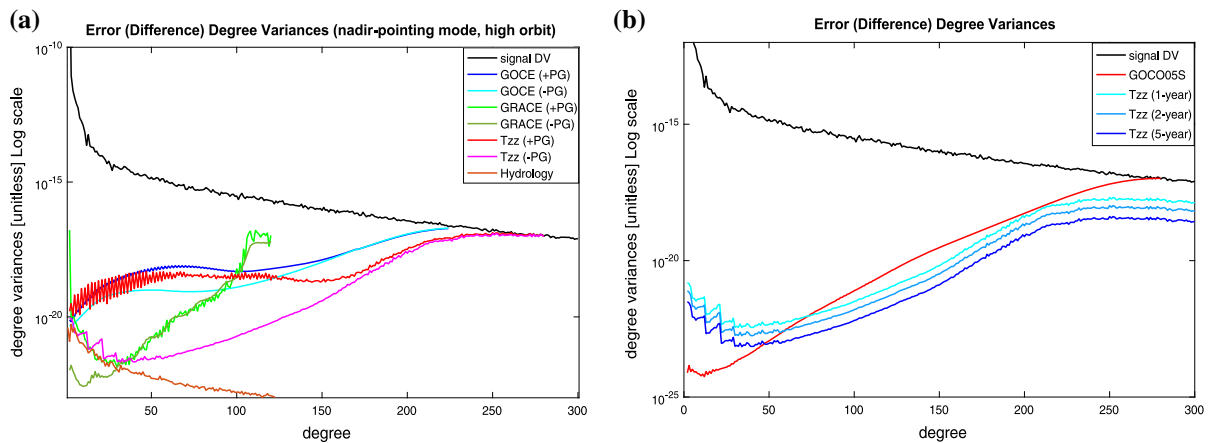 (a)
Error (Difference) Degree Variances (nadir-pointing mode, high orbit)
degree variances [unitless] Log scale
10^-10
10^-15
10^-20
signal DV
GOCE (+PG)
GOCE (-PG)
GRACE (+PG)
GRACE (-PG)
Tzz (+PG)
Tzz (-PG)
Hydrology
50 100 150 200 250 300
degree
(b)
Error (Difference) Degree Variances
degree variances [unitless] Log scale
10^-15
10^-20
10^-25
signal DV
GOCO05S
Tzz (1-year)
Tzz (2-year)
Tzz (5-year)
0 50 100 150 200 250 300
degree